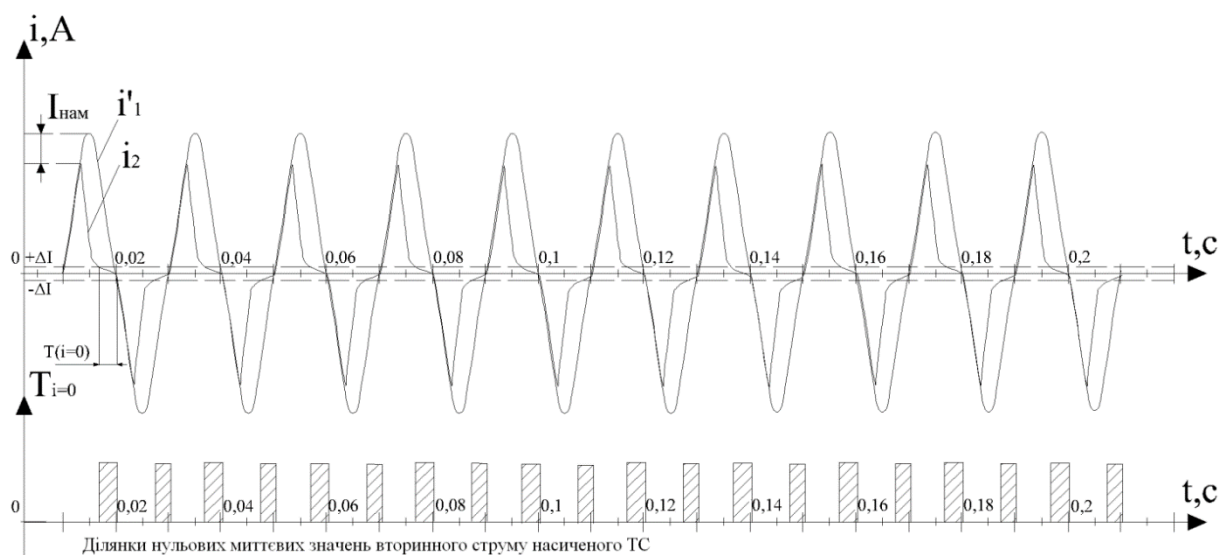 i,A
Iнам
i'1
i2
0
+ΔI
-ΔI
0,02
0,04
0,06
0,08
0,1
0,12
0,14
0,16
0,18
0,2
t,c
T(i=0)
Ti=0
0
0,02
0,04
0,06
0,08
0,1
0,12
0,14
0,16
0,18
0,2
t,c
Ділянки нульових миттєвих значень вторинного струму насиченого ТС